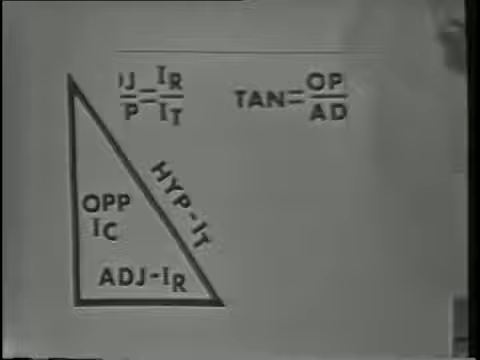 J/P=IR/IT
TAN=OP/AD
OPP
IC
HYP-IT
ADJ-IR